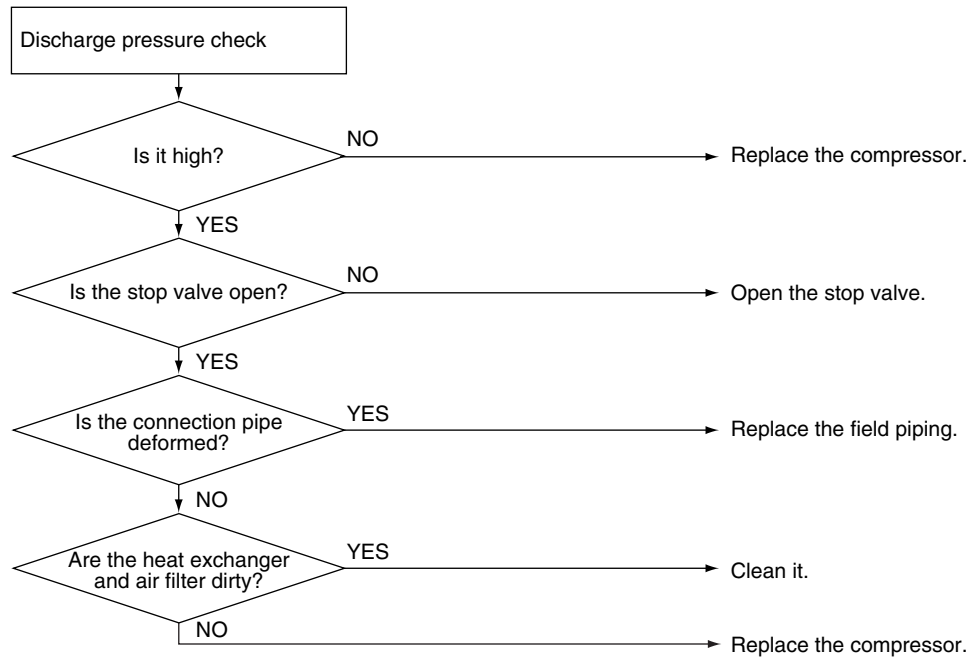 Discharge pressure check
Is it high?
NO
Replace the compressor.
YES
Is the stop valve open?
NO
Open the stop valve.
YES
Is the connection pipe
deformed?
YES
Replace the field piping.
NO
Are the heat exchanger
and air filter dirty?
YES
Clean it.
NO
Replace the compressor.